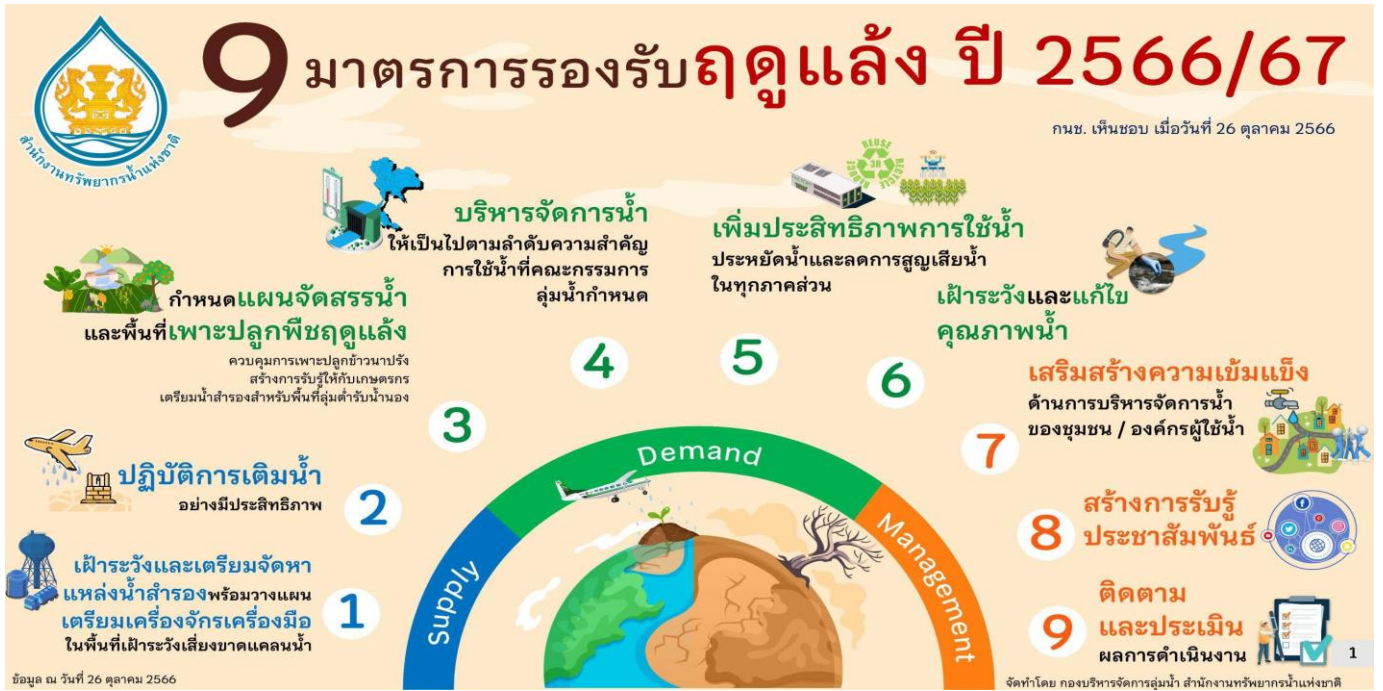 9 มาตรการรองรับฤดูแล้ง ปี 2566/67
กนช. เห็นชอบ เมื่อวันที่ 26 ตุลาคม 2566
สำนักงานทรัพยากรน้ำแห่งชาติ
เฝ้าระวังและเตรียมจัดหา
แหล่งน้ำสำรองพร้อมวางแผน
เตรียมเครื่องจักรเครื่องมือ
ในพื้นที่เฝ้าระวังเสี่ยงขาดแคลนน้ำ
1
ปฏิบัติการเติมน้ำ
อย่างมีประสิทธิภาพ
2
กำหนดแผนจัดสรรน้ำ
และพื้นที่เพาะปลูกพืชฤดูแล้ง
ควบคุมการเพาะปลูกข้าวนาปรัง
สร้างการรับรู้ให้กับเกษตรกร
เตรียมน้ำสำรองสำหรับพื้นที่ลุ่มต่ำรับน้ำนอง
3
บริหารจัดการน้ำ
ให้เป็นไปตามลำดับความสำคัญ
การใช้น้ำที่คณะกรรมการ
ลุ่มน้ำกำหนด
4
REUSE
RECYCLE
REDUCE
3R
เพิ่มประสิทธิภาพการใช้น้ำ
ประหยัดน้ำและลดการสูญเสียน้ำ
ในทุกภาคส่วน
5
เฝ้าระวังและแก้ไข
คุณภาพน้ำ
6
เสริมสร้างความเข้มแข็ง
ด้านการบริหารจัดการน้ำ
ของชุมชน / องค์กรผู้ใช้น้ำ
7
สร้างการรับรู้
ประชาสัมพันธ์
8
ติดตาม
และประเมิน
ผลการดำเนินงาน
9
Supply
Demand
Management
1
ข้อมูล ณ วันที่ 26 ตุลาคม 2566
จัดทำโดย กองบริหารจัดการลุ่มน้ำ สำนักงานทรัพยากรน้ำแห่งชาติ